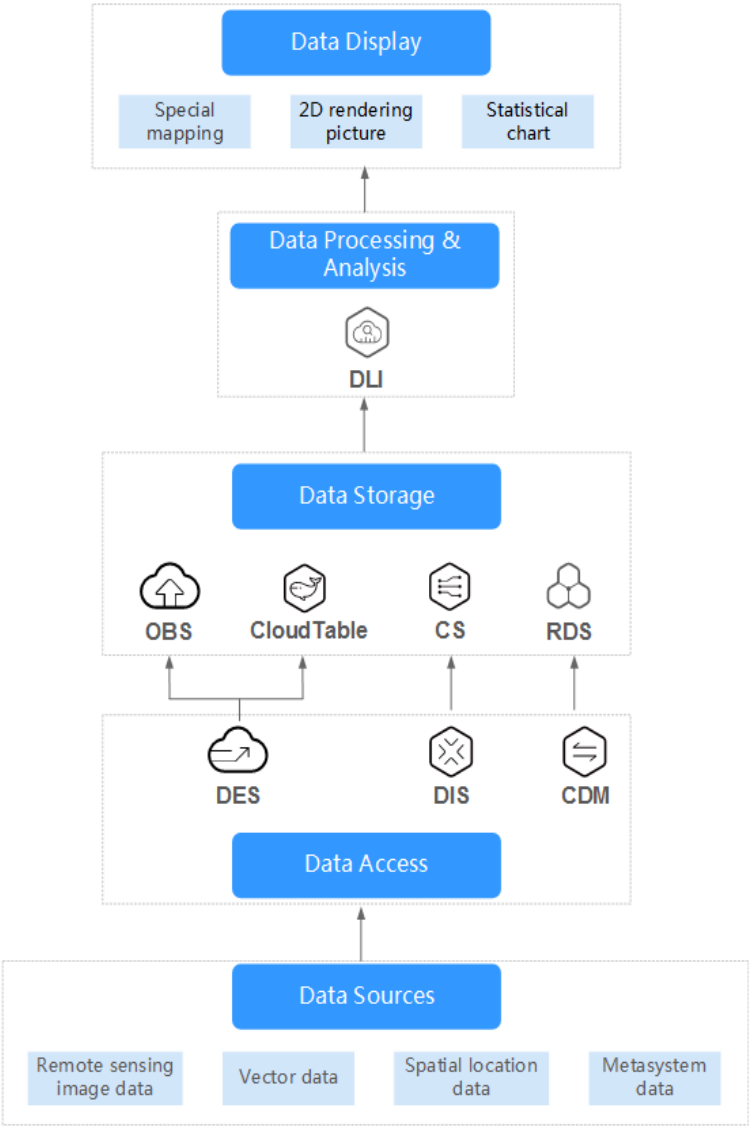 Data Display
Special
mapping
2D rendering
picture
Statistical
chart
Data Processing &
Analysis
DLI
Data Storage
OBS
CloudTable
CS
RDS
DES
DIS
CDM
Data Access
Data Sources
Remote sensing
image data
Vector data
Spatial location
data
Metasystem
data